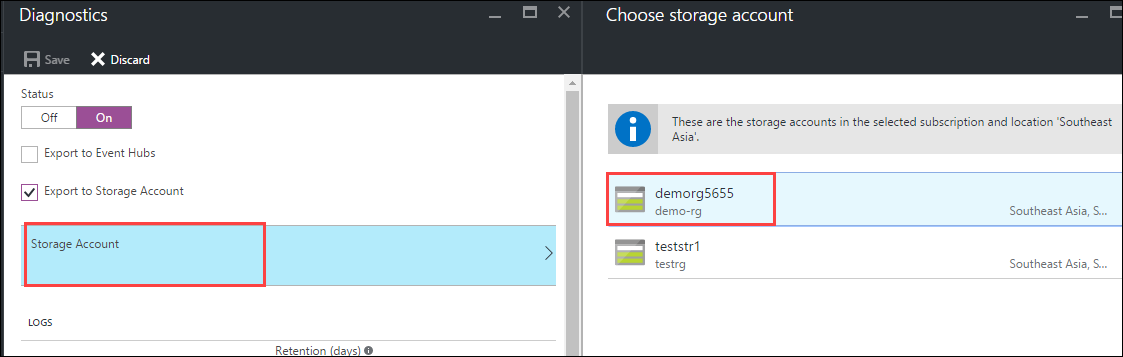 Diagnostics
Save
Discard
Status
Off
On
Export to Event Hubs
Export to Storage Account
Storage Account
LOGS
Retention (days)
Choose storage account
These are the storage accounts in the selected subscription and location 'Southeast
Asia'.
demorg5655
demo-rg
Southeast Asia, S...
teststr1
testrg
Southeast Asia, S...